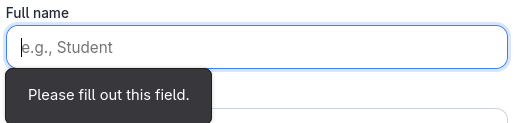 Full name
e.g., Student
Please fill out this field.